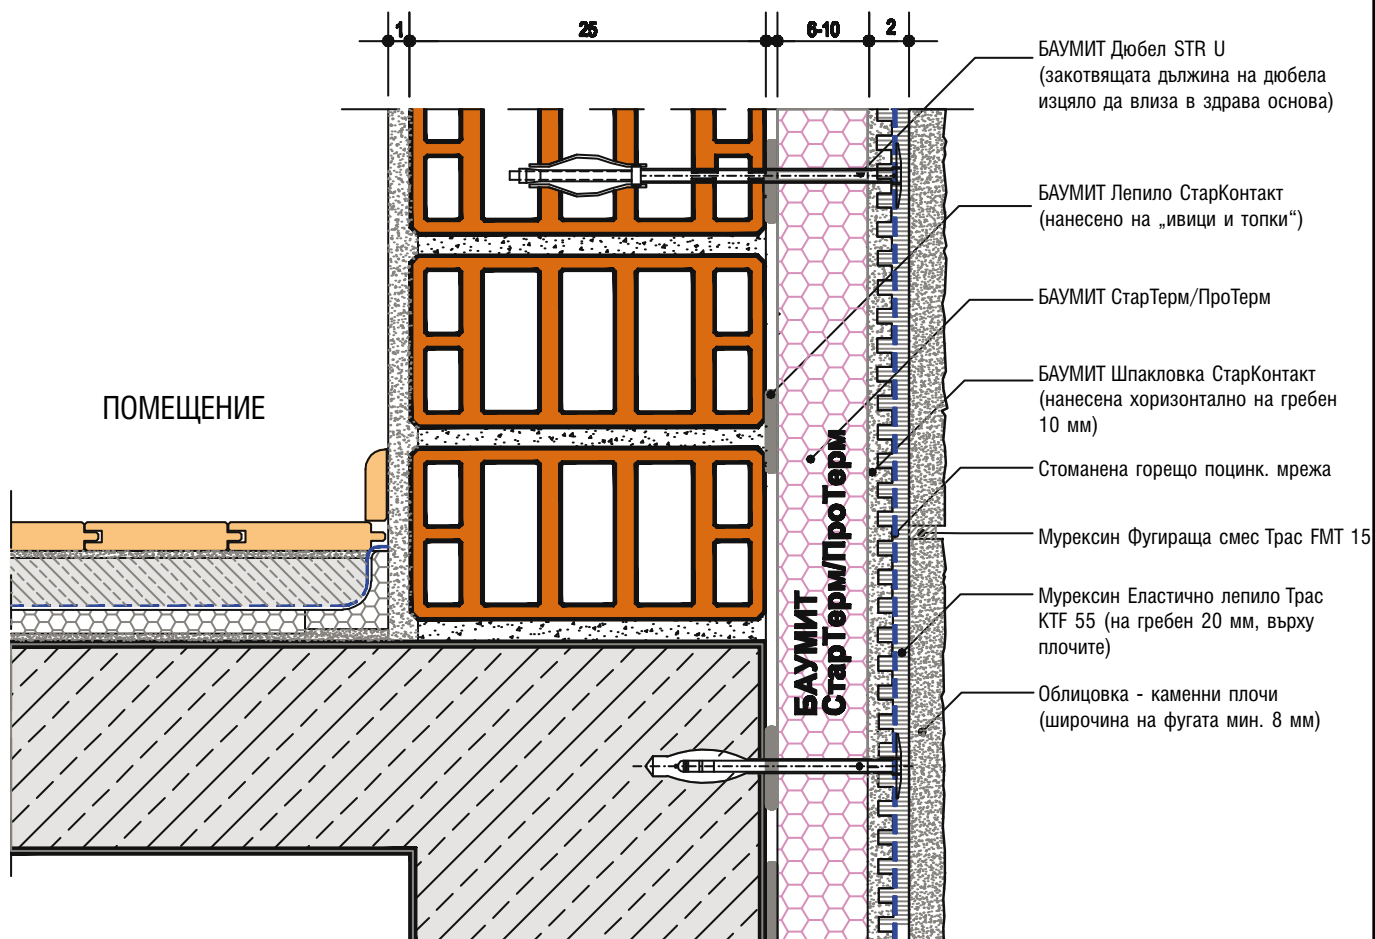 1
25
6-10
2
БАУМИТ Дюбел STR U
(закотвящата дължина на дюбела
изцяло да влиза в здрава основа)
БАУМИТ Лепило СтарКонтакт
(нанесено на „ивици и топки“)
БАУМИТ СтарТерм/ПроТерм
БАУМИТ Шпакловка СтарКонтакт
(нанесена хоризонтално на гребен
10 мм)
ПОМЕЩЕНИЕ
Стоманена горещо поцинк. мрежа
Мурексин Фугираща смес Трас FMT 15
Мурексин Еластично лепило Трас
KTF 55 (на гребен 20 мм, върху
плочите)
Облицовка - каменни плочи
(широчина на фугата мин. 8 мм)
БАУМИТ
СтарТерм/ПроТерм